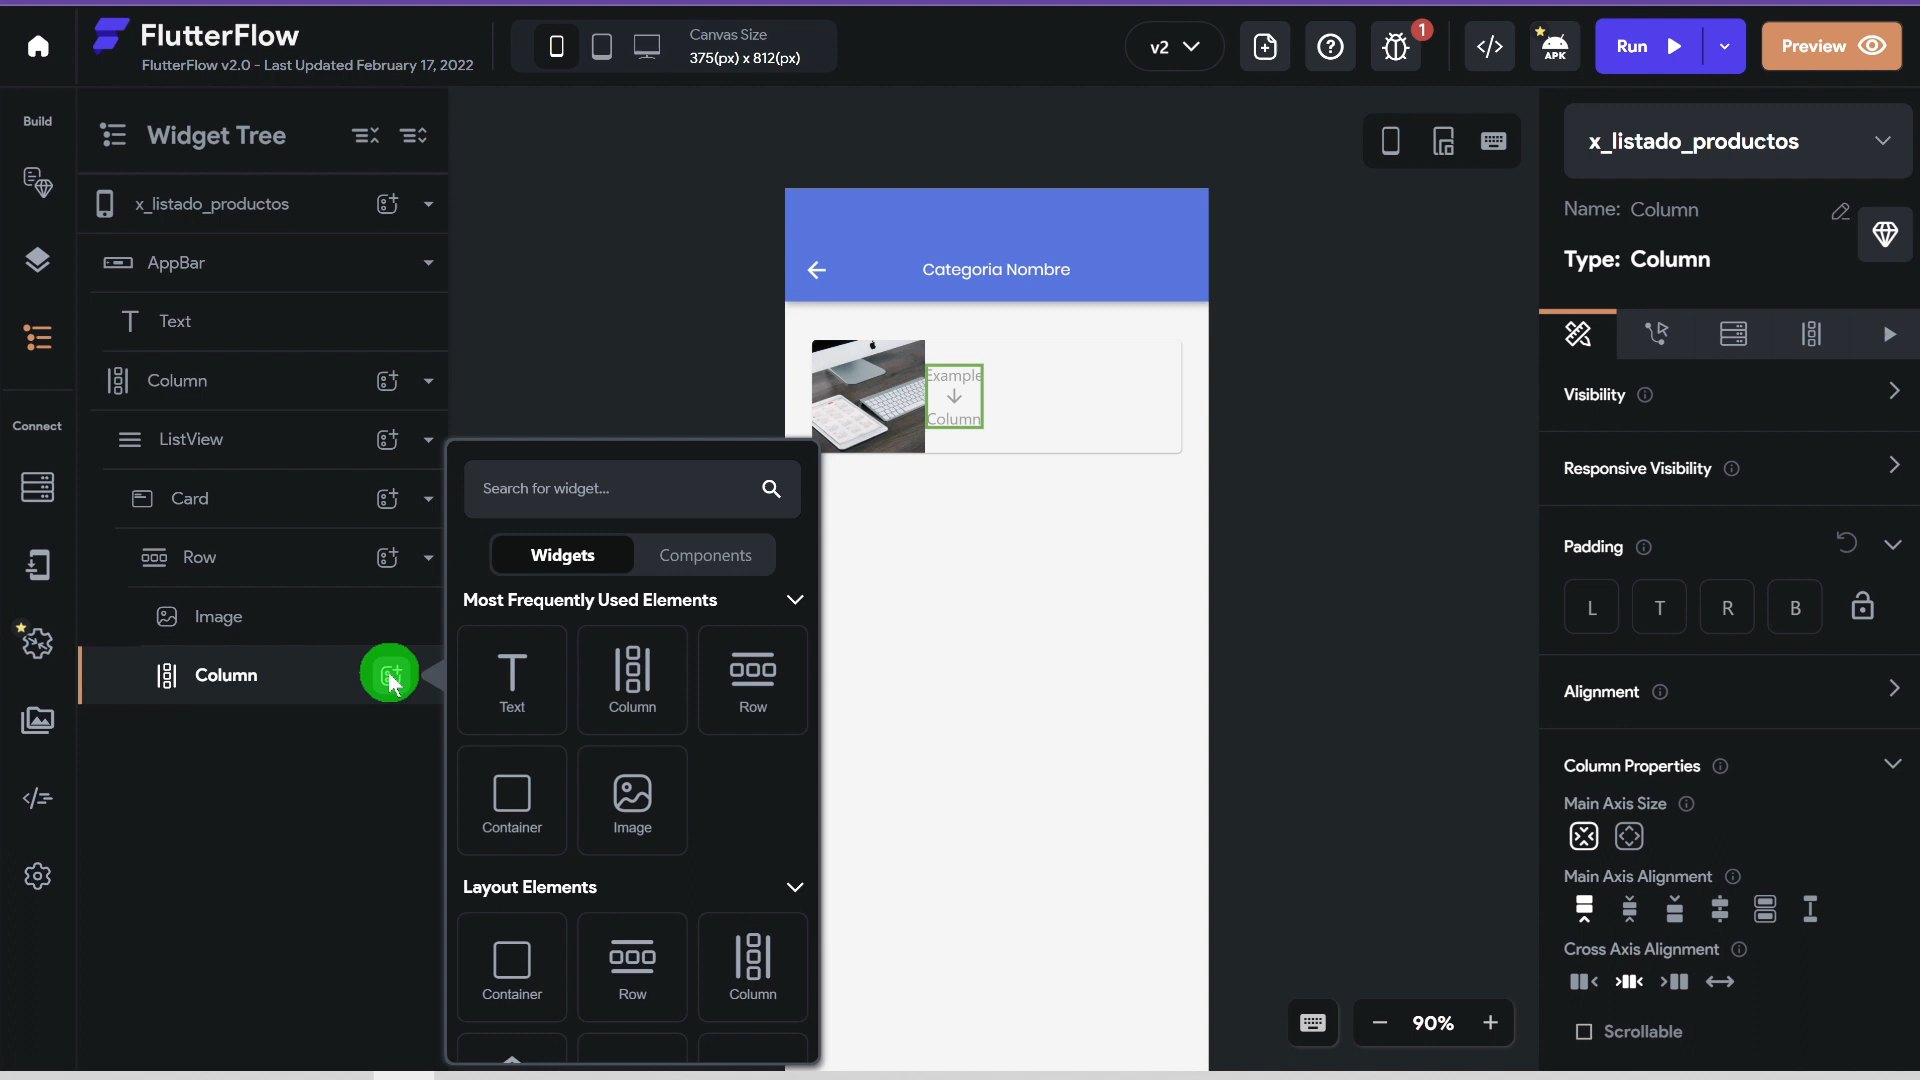 FlutterFlow
FlutterFlow v2.0 - Last Updated February 17, 2022
Canvas Size
375(px) x 812(px)
v2
1
APK
Run
Preview
Build
Connect
Widget Tree
x_listado_productos
AppBar
Text
Column
ListView
Card
Row
Image
Column
Search for widget...
Widgets
Components
Most Frequently Used Elements
Text
Column
Row
Container
Image
Layout Elements
Container
Row
Column
Categoria Nombre
Example
Column
90%
x_listado_productos
Name: Column
Type: Column
Visibility
Responsive Visibility
Padding
L
T
R
B
Alignment
Column Properties
Main Axis Size
Main Axis Alignment
Cross Axis Alignment
Scrollable